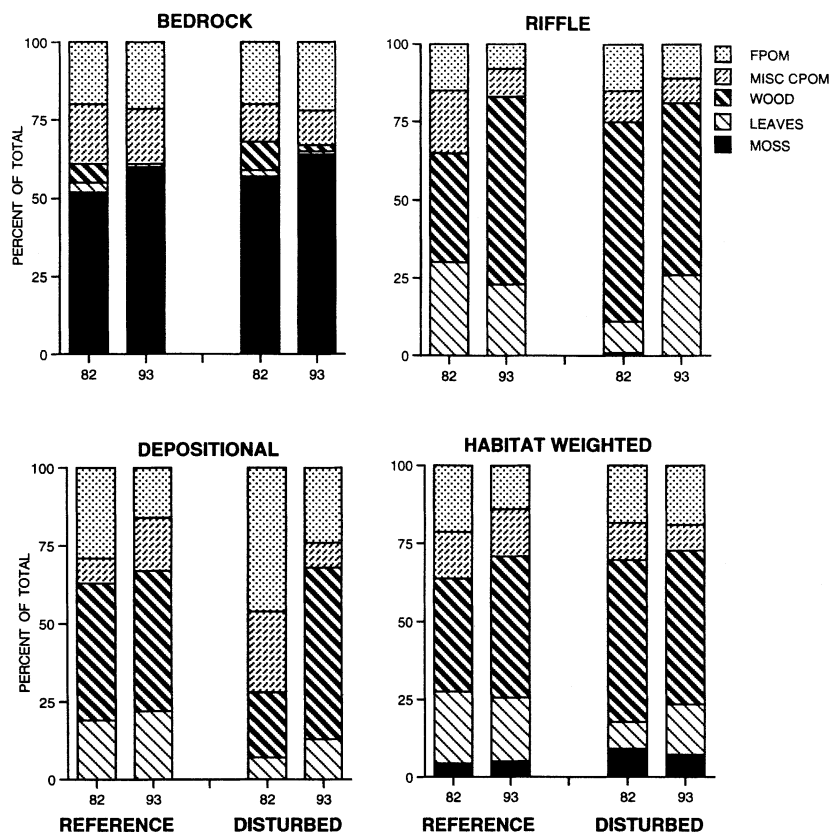 BEDROCK
RIFFLE
PERCENT OF TOTAL
100
75
50
25
0
82
93
82
93
100
75
50
25
0
82
93
82
93
FPOM
MISC CPOM
WOOD
LEAVES
MOSS
DEPOSITIONAL
HABITAT WEIGHTED
PERCENT OF TOTAL
100
75
50
25
0
82
93
82
93
REFERENCE
DISTURBED
100
75
50
25
0
82
93
82
93
REFERENCE
DISTURBED